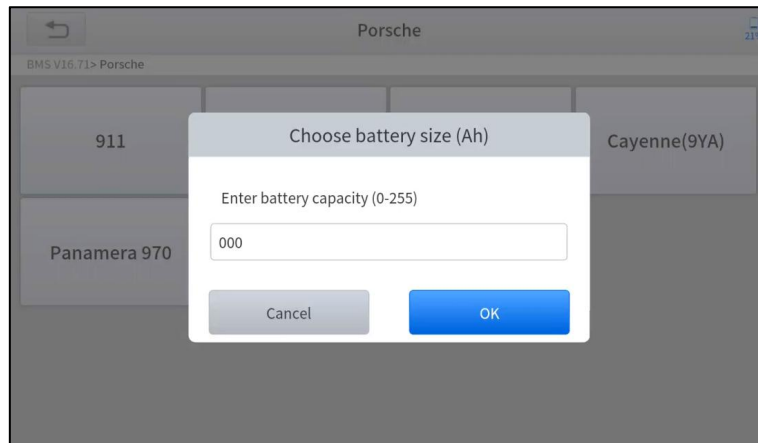 Porsche
21%
BMS V16.71> Porsche
911
Cayenne(9YA)
Panamera 970
Choose battery size (Ah)
Enter battery capacity (0-255)
000
Cancel
OK